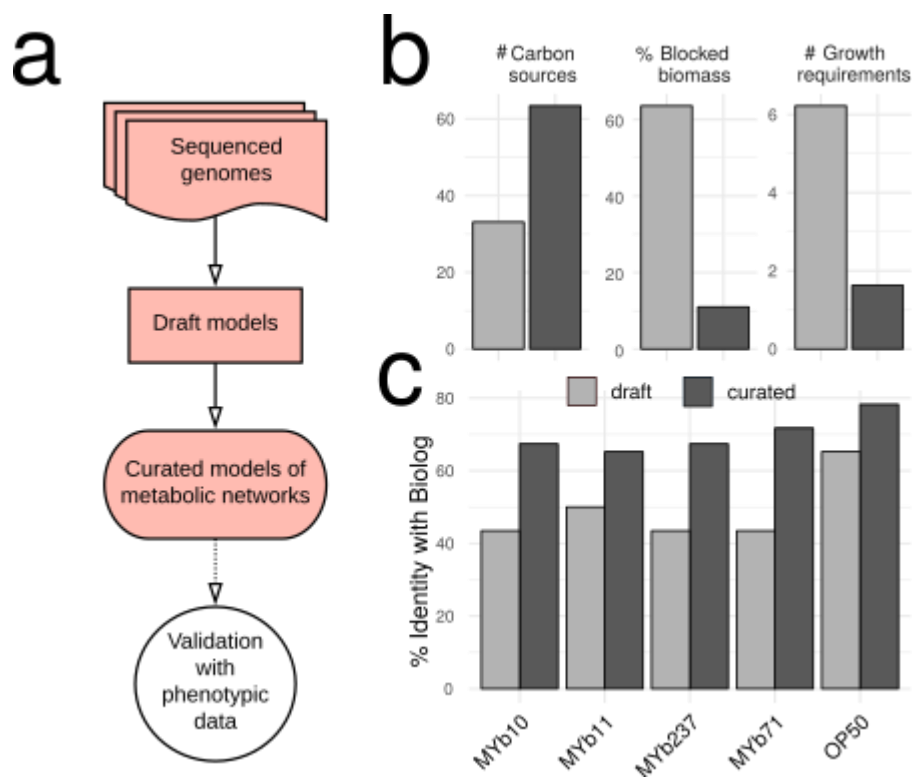 a
Sequenced
genomes
Draft models
Curated models of
metabolic networks
Validation
with
phenotypic
data
b
# Carbon
sources
60
40
20
0
% Blocked
biomass
60
40
20
0
# Growth
requirements
6
4
2
0
c
draft
curated
% Identity with Biolog
80
60
40
20
0
MYb10
MYb11
MYb237
MYb71
OP50